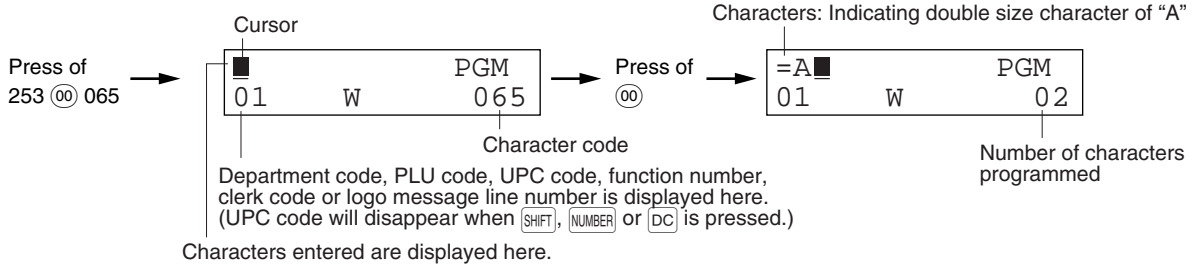 Characters: Indicating double size character of “A”
Cursor
Press of
253 00 065
PGM
01 W 065
Press of
00
=A PGM
01 W 02
Character code
Number of characters
programmed
Department code, PLU code, UPC code, function number,
clerk code or logo message line number is displayed here.
(UPC code will disappear when SHIFT, NUMBER or DC is pressed.)
Characters entered are displayed here.